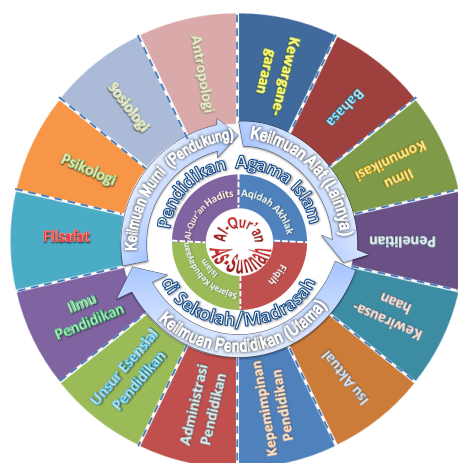 Kewargane-
garaan
Bahasa
Ilmu
Komunikasi
Penelitian
Kewirausa-
haan
Isu Aktual
Kepemimpinan
Pendidikan
Administrasi
Pendidikan
Unsur Esensial
Pendidikan
Ilmu
Pendidikan
Filsafat
Psikologi
Sosiologi
Antropologi
Keilmuan Murni (Pendukung)
Keilmuan Alat (Lainnya)
Keilmuan Pendidikan (Utama)
Pendidikan Agama Islam
di Sekolah/Madrasah
Al-Qur'an Hadits
Aqidah Akhlak
Fiqih
Sejarah Kebudayaan
Islam
Al-Qur'an
As-Sunnah